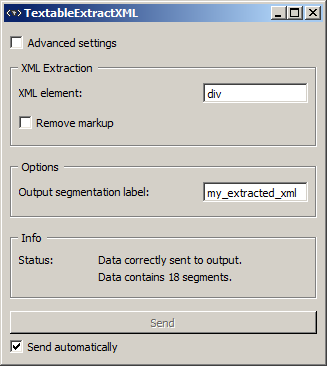 TextableExtractXML
Advanced settings
XML Extraction
XML element: div
Remove markup
Options
Output segmentation label: my_extracted_xml
Info
Status: Data correctly sent to output.
Data contains 18 segments.
Send
Send automatically